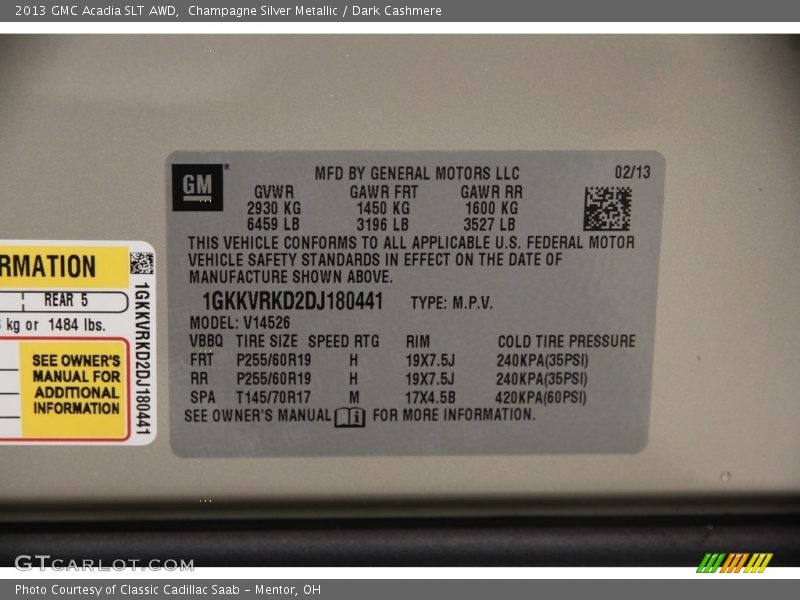 2013 GMC Acadia SLT AWD, Champagne Silver Metallic / Dark Cashmere
GM
MFD BY GENERAL MOTORS LLC 02/13
GVWR GAWR FRT GAWR RR
2930 KG 1450 KG 1600 KG
6459 LB 3196 LB 3527 LB
THIS VEHICLE CONFORMS TO ALL APPLICABLE U.S. FEDERAL MOTOR
VEHICLE SAFETY STANDARDS IN EFFECT ON THE DATE OF
MANUFACTURE SHOWN ABOVE.
1GKKVRKD2DJ180441 TYPE: M.P.V.
MODEL: V14526
VBBQ TIRE SIZE SPEED RTG RIM COLD TIRE PRESSURE
FRT P255/60R19 H 19X7.5J 240KPA(35PSI)
RR P255/60R19 H 19X7.5J 240KPA(35PSI)
SPA T145/70R17 M 17X4.5B 420KPA(60PSI)
SEE OWNER'S MANUAL FOR MORE INFORMATION.
RMATION
REAR 5
kg or 1484 lbs.
SEE OWNER'S
MANUAL FOR
ADDITIONAL
INFORMATION
1GKKVRKD2DJ180441
GTCARLOT.COM
Photo Courtesy of Classic Cadillac Saab - Mentor, OH